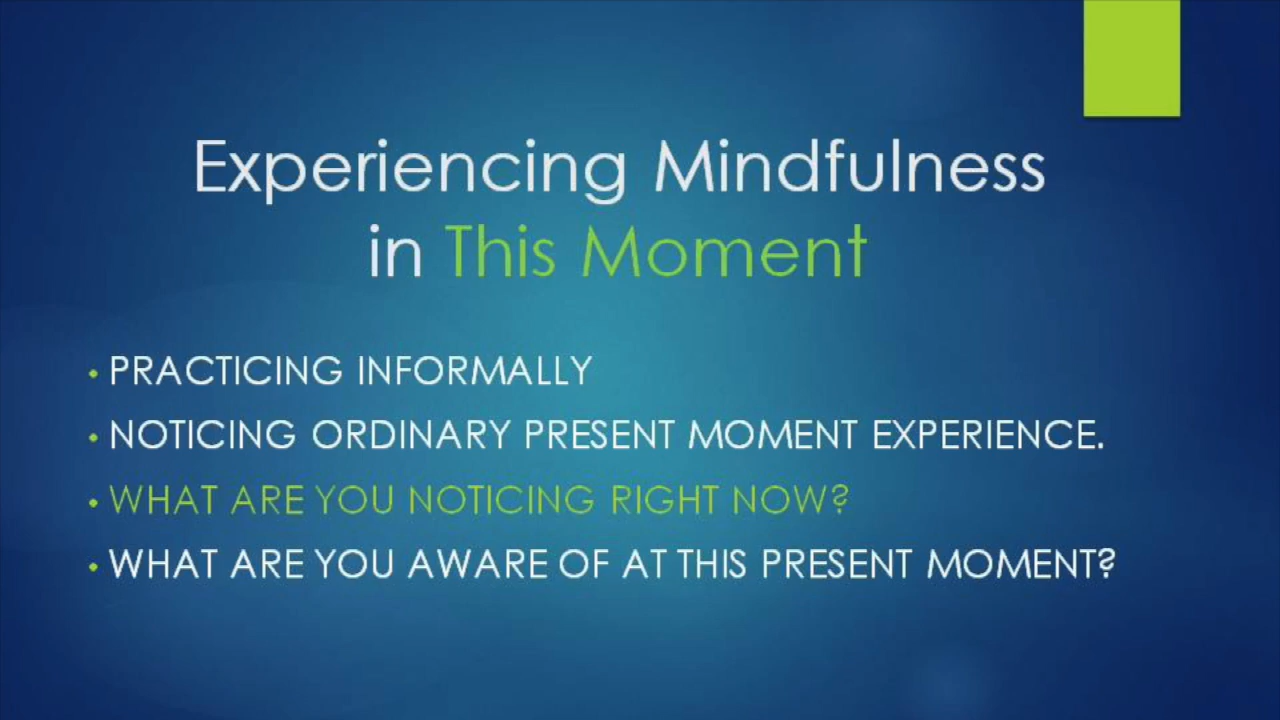 Experiencing Mindfulness
in This Moment
• PRACTICING INFORMALLY
• NOTICING ORDINARY PRESENT MOMENT EXPERIENCE.
• WHAT ARE YOU NOTICING RIGHT NOW?
• WHAT ARE YOU AWARE OF AT THIS PRESENT MOMENT?